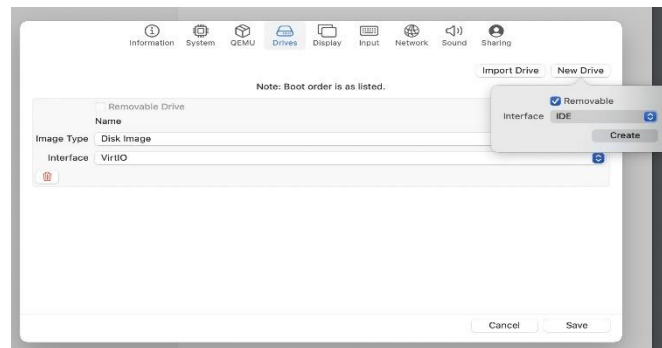 Information System QEMU Drives Display Input Network Sound Sharing
Import Drive New Drive
Note: Boot order is as listed.
Removable Drive
Name
Image Type Disk Image
Interface VirtIO
Removable
Interface IDE
Create
Cancel Save